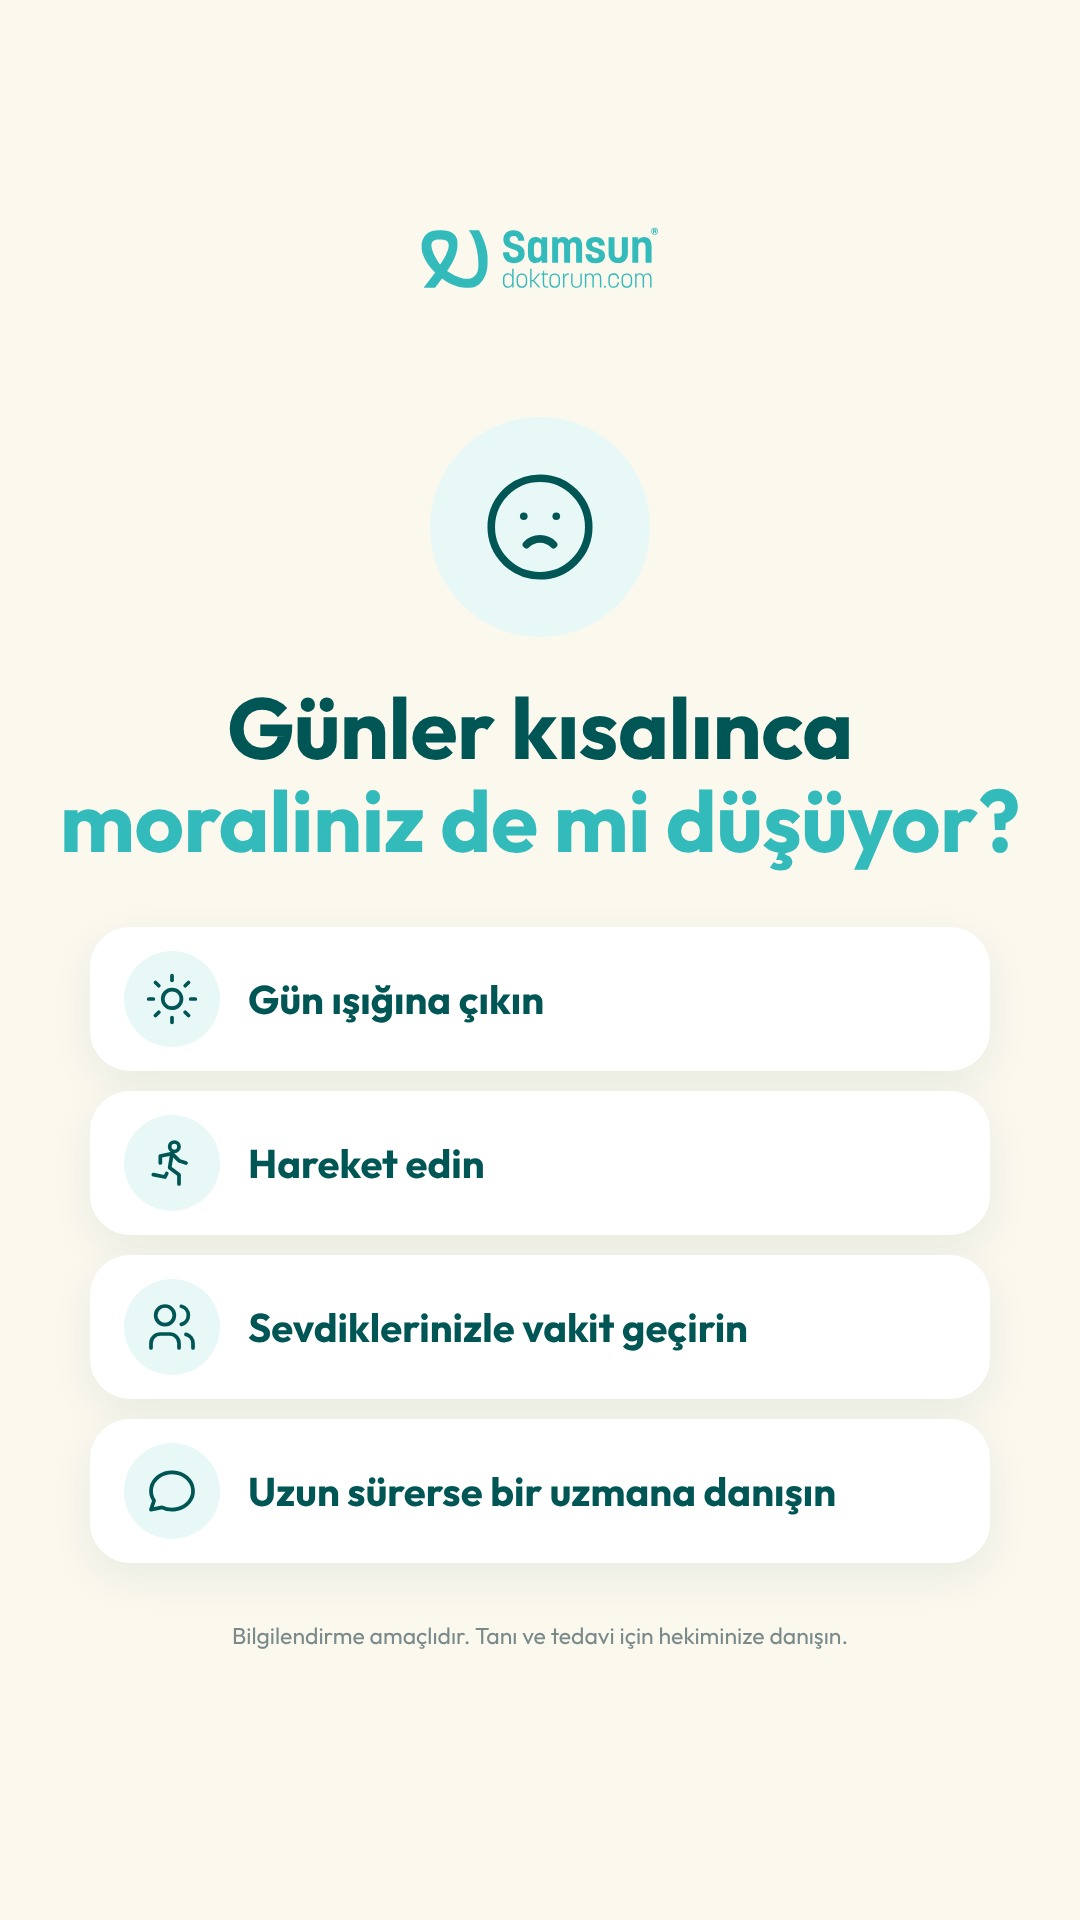 Samsun®
doktorum.com
Günler kısalınca
moraliniz de mi düşüyor?
Gün ışığına çıkın
Hareket edin
Sevdiklerinizle vakit geçirin
Uzun sürerse bir uzmana danışın
Bilgilendirme amaçlıdır. Tanı ve tedavi için hekiminize danışın.